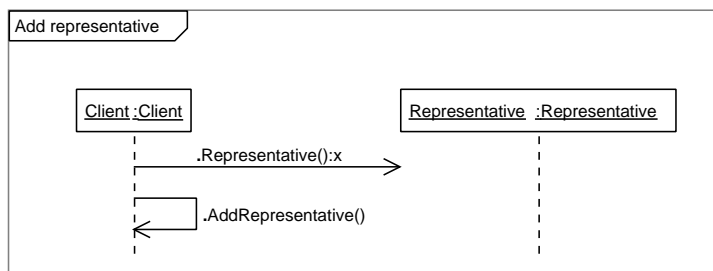 Add representative
Client :Client
Representative :Representative
.Representative():x
.AddRepresentative()